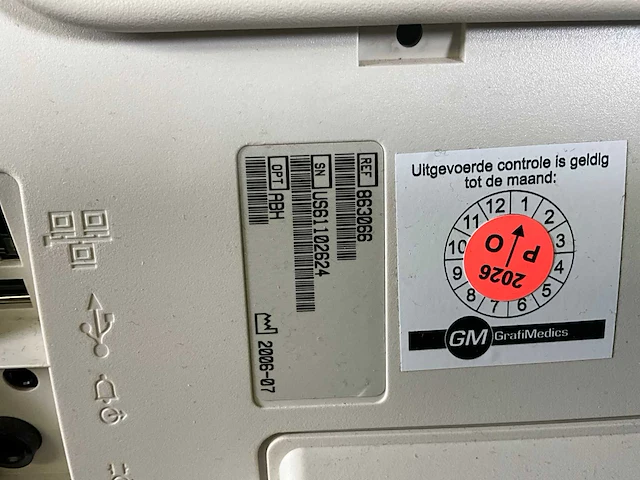 REF 863066
SN US61102624
OPT ABH
2006-07
Uitgevoerde controle is geldig
tot de maand:
12 1 2 3 4 5 6 7 8 9 10 11
PO
2026
GM GrafiMedics